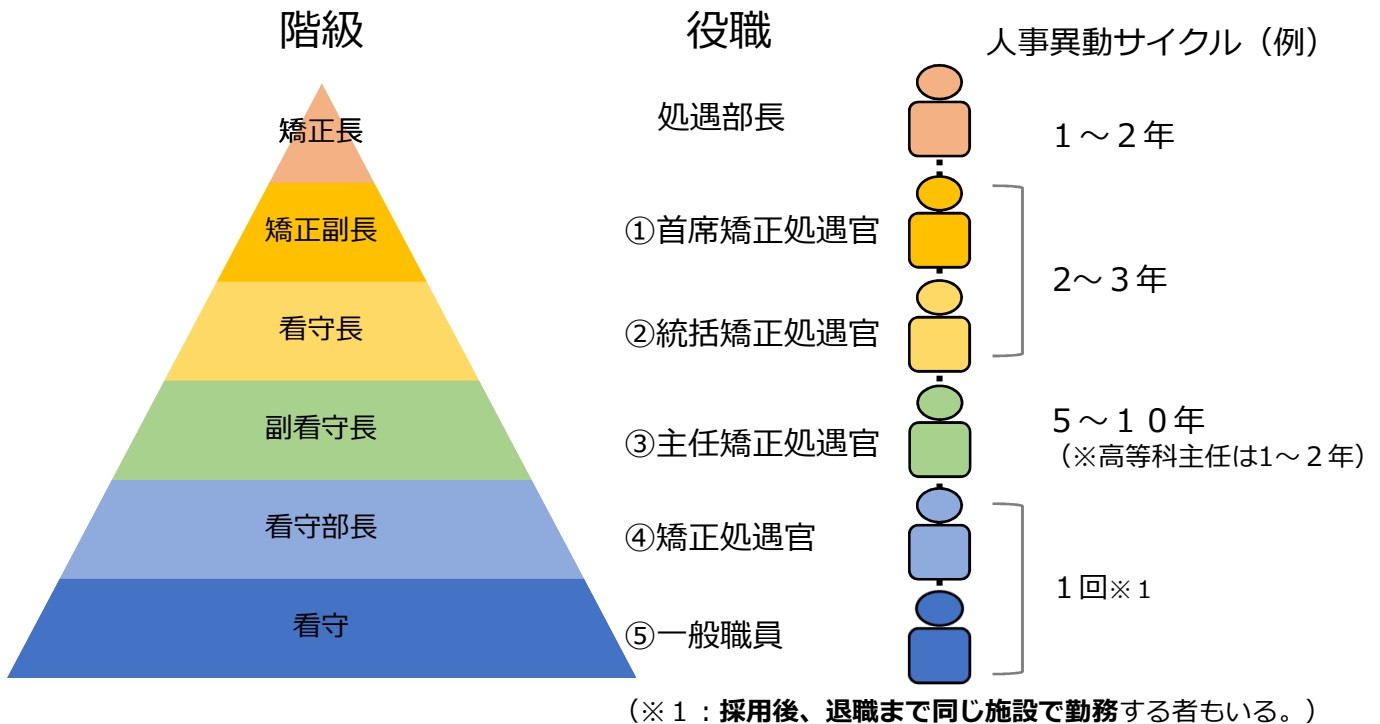 階級
役職
人事異動サイクル（例）
矯正長
処遇部長
１～２年
矯正副長
①首席矯正処遇官
2～３年
看守長
②統括矯正処遇官
副看守長
③主任矯正処遇官
５～１０年
（※高等科主任は1～２年）
看守部長
④矯正処遇官
１回※１
看守
⑤一般職員
（※１：採用後、退職まで同じ施設で勤務する者もいる。）